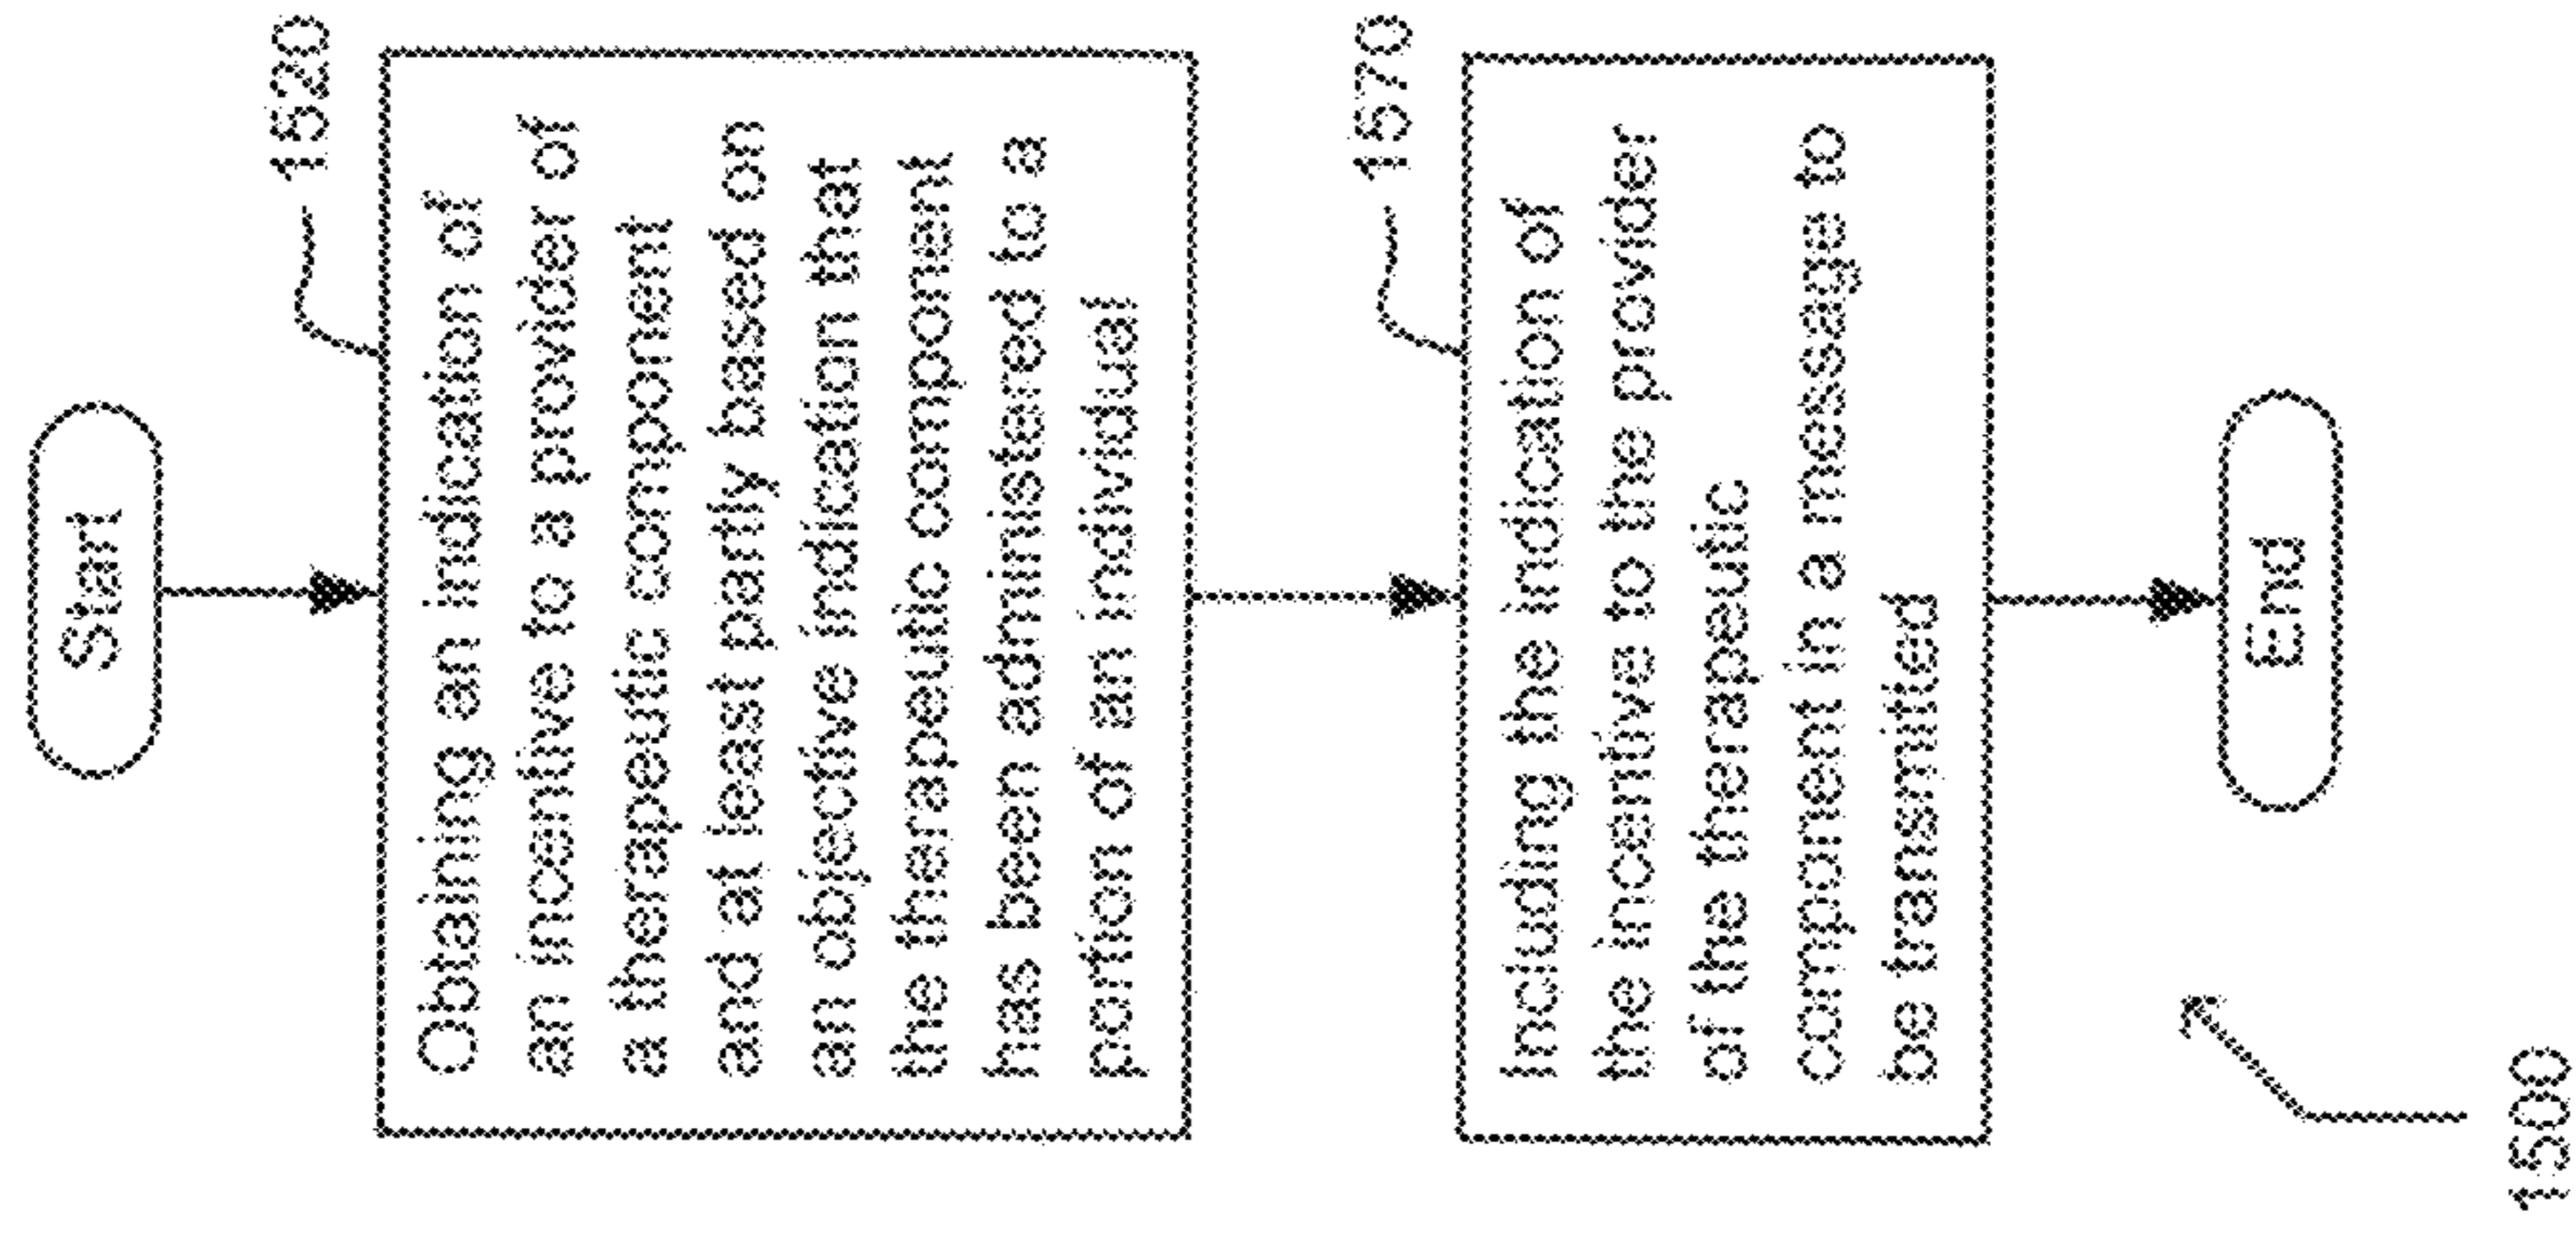 Start
1520
Obtaining an indication of
an incentive to a provider of
a therapeutic component
and at least partly based on
an objective indication that
the therapeutic component
has been administered to a
portion of an individual
1570
Including the indication of
the incentive to the provider
of the therapeutic
component in a message to
be transmitted
End
1500